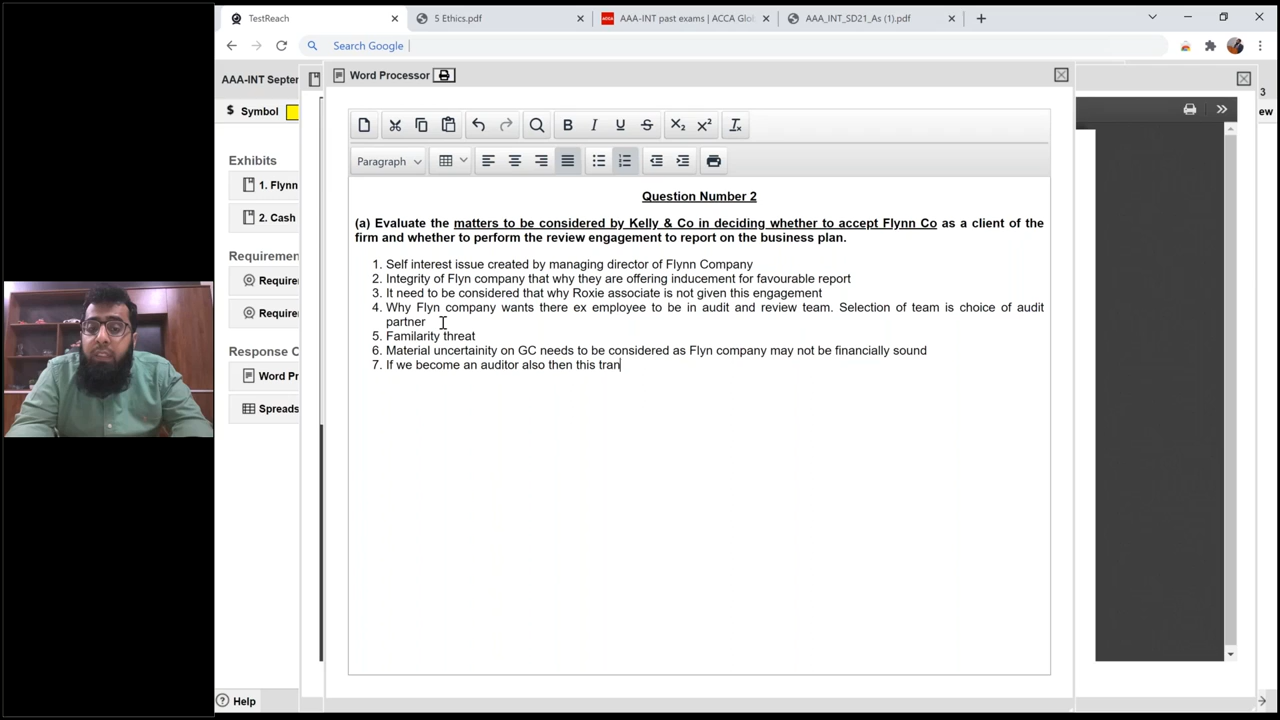 TestReach
5 Ethics.pdf
AAA-INT past exams | ACCA Glo
AAA_INT_SD21_As (1).pdf
Search Google
AAA-INT Septem
Word Processor
3
$ Symbol
ew
Paragraph
Exhibits
1. Flynn
2. Cash
Requirem
Require
Require
Response O
Word Pr
Spreads
Question Number 2
(a) Evaluate the matters to be considered by Kelly & Co in deciding whether to accept Flynn Co as a client of the
firm and whether to perform the review engagement to report on the business plan.
1. Self interest issue created by managing director of Flynn Company
2. Integrity of Flyn company that why they are offering inducement for favourable report
3. It need to be considered that why Roxie associate is not given this engagement
4. Why Flyn company wants there ex employee to be in audit and review team. Selection of team is choice of audit
partner
5. Familarity threat
6. Material uncertainity on GC needs to be considered as Flyn company may not be financially sound
7. If we become an auditor also then this tran
Help